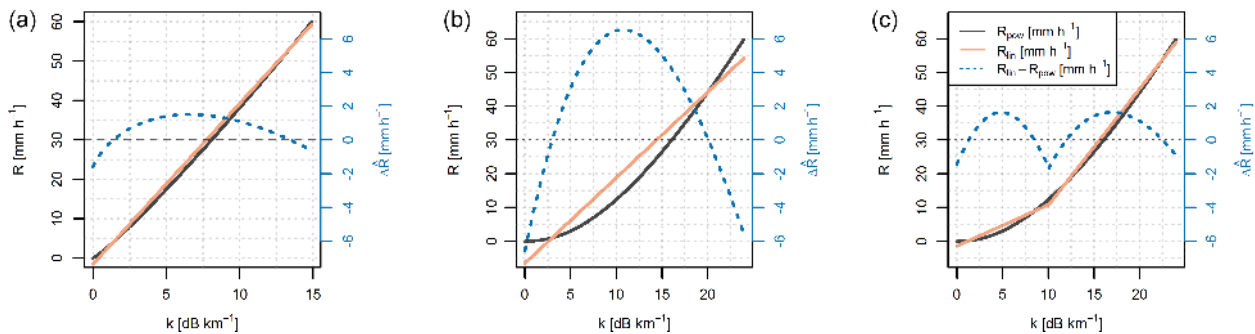 (a)
60
50
40
30
20
10
0
R [mm h⁻¹]
6
4
2
0
-2
-4
-6
ΔR̂ [mm h⁻¹]
0 5 10 15
k [dB km⁻¹]
(b)
60
50
40
30
20
10
0
R [mm h⁻¹]
6
4
2
0
-2
-4
-6
ΔR̂ [mm h⁻¹]
0 5 10 15 20
k [dB km⁻¹]
(c)
R_pow [mm h⁻¹]
R_lin [mm h⁻¹]
R_lin − R_pow [mm h⁻¹]
60
50
40
30
20
10
0
R [mm h⁻¹]
6
4
2
0
-2
-4
-6
ΔR̂ [mm h⁻¹]
0 5 10 15 20
k [dB km⁻¹]